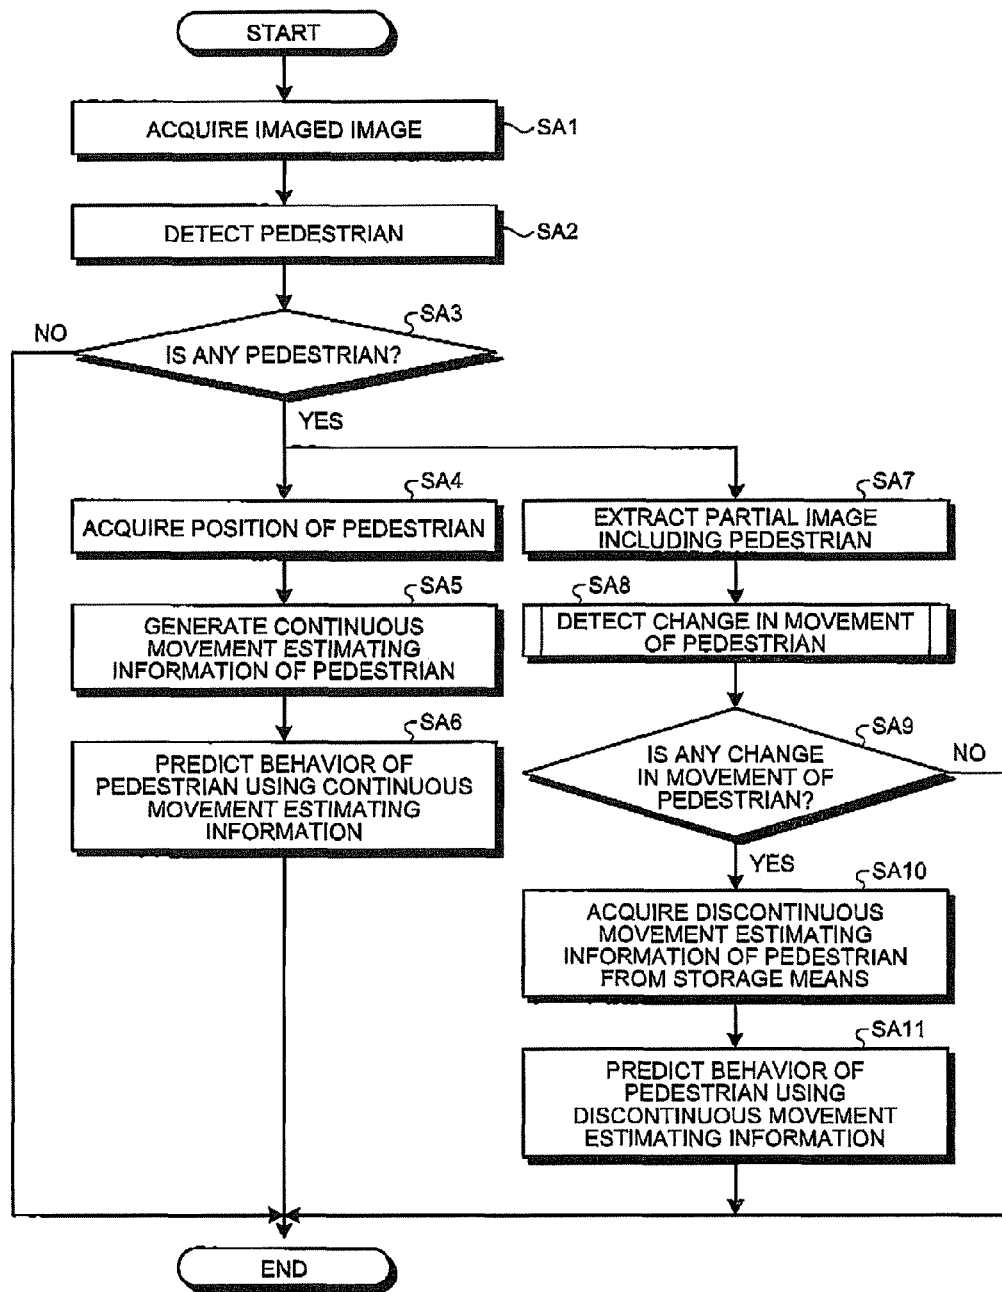 START
ACQUIRE IMAGED IMAGE
SA1
DETECT PEDESTRIAN
SA2
SA3
NO
IS ANY PEDESTRIAN?
YES
SA4
ACQUIRE POSITION OF PEDESTRIAN
SA5
GENERATE CONTINUOUS
MOVEMENT ESTIMATING
INFORMATION OF PEDESTRIAN
SA6
PREDICT BEHAVIOR OF
PEDESTRIAN USING CONTINUOUS
MOVEMENT ESTIMATING
INFORMATION
SA7
EXTRACT PARTIAL IMAGE
INCLUDING PEDESTRIAN
SA8
DETECT CHANGE IN MOVEMENT
OF PEDESTRIAN
SA9
IS ANY CHANGE
IN MOVEMENT OF
PEDESTRIAN?
NO
YES
SA10
ACQUIRE DISCONTINUOUS
MOVEMENT ESTIMATING
INFORMATION OF PEDESTRIAN
FROM STORAGE MEANS
SA11
PREDICT BEHAVIOR OF
PEDESTRIAN USING
DISCONTINUOUS MOVEMENT
ESTIMATING INFORMATION
END